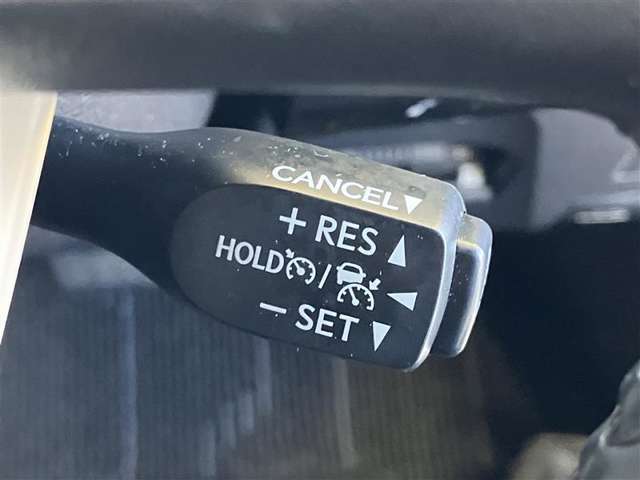 CANCEL▼
+ RES ▲
HOLD / ◀
− SET ▼